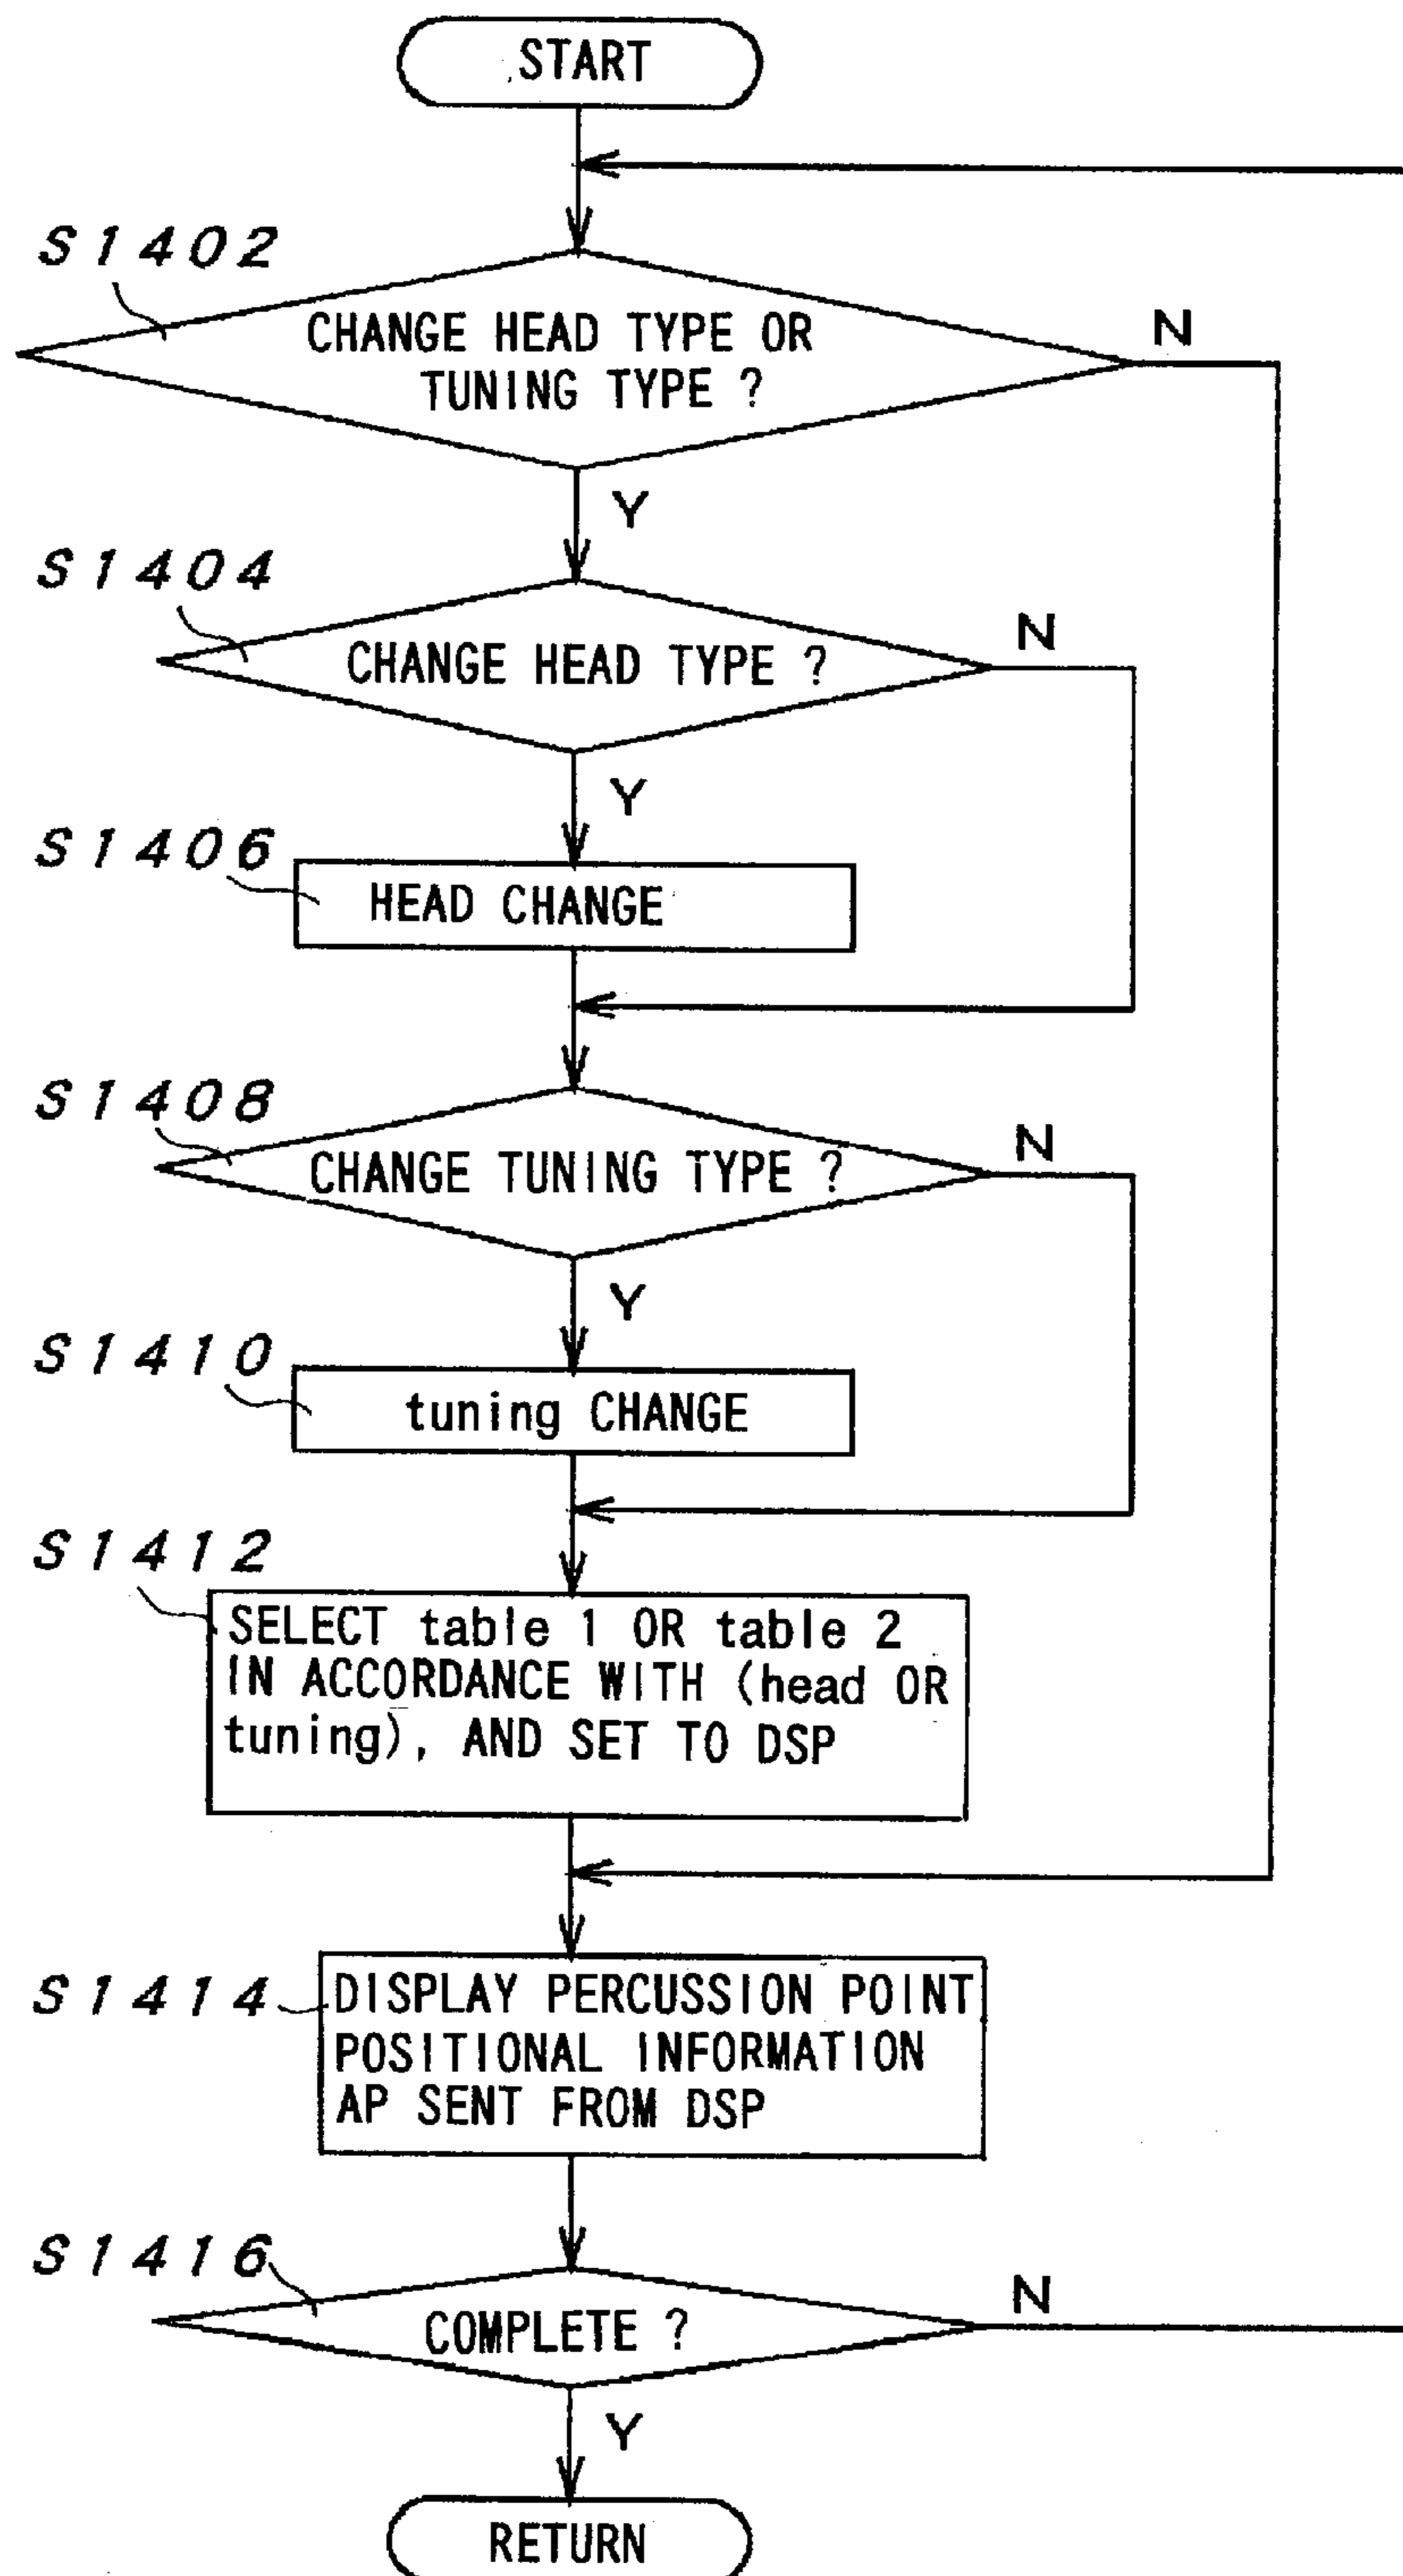 START
S1402
CHANGE HEAD TYPE OR
TUNING TYPE ?
N
Y
S1404
CHANGE HEAD TYPE ?
N
Y
S1406
HEAD CHANGE
S1408
CHANGE TUNING TYPE ?
N
Y
S1410
tuning CHANGE
S1412
SELECT table 1 OR table 2
IN ACCORDANCE WITH (head OR
tuning), AND SET TO DSP
S1414
DISPLAY PERCUSSION POINT
POSITIONAL INFORMATION
AP SENT FROM DSP
S1416
COMPLETE ?
N
Y
RETURN